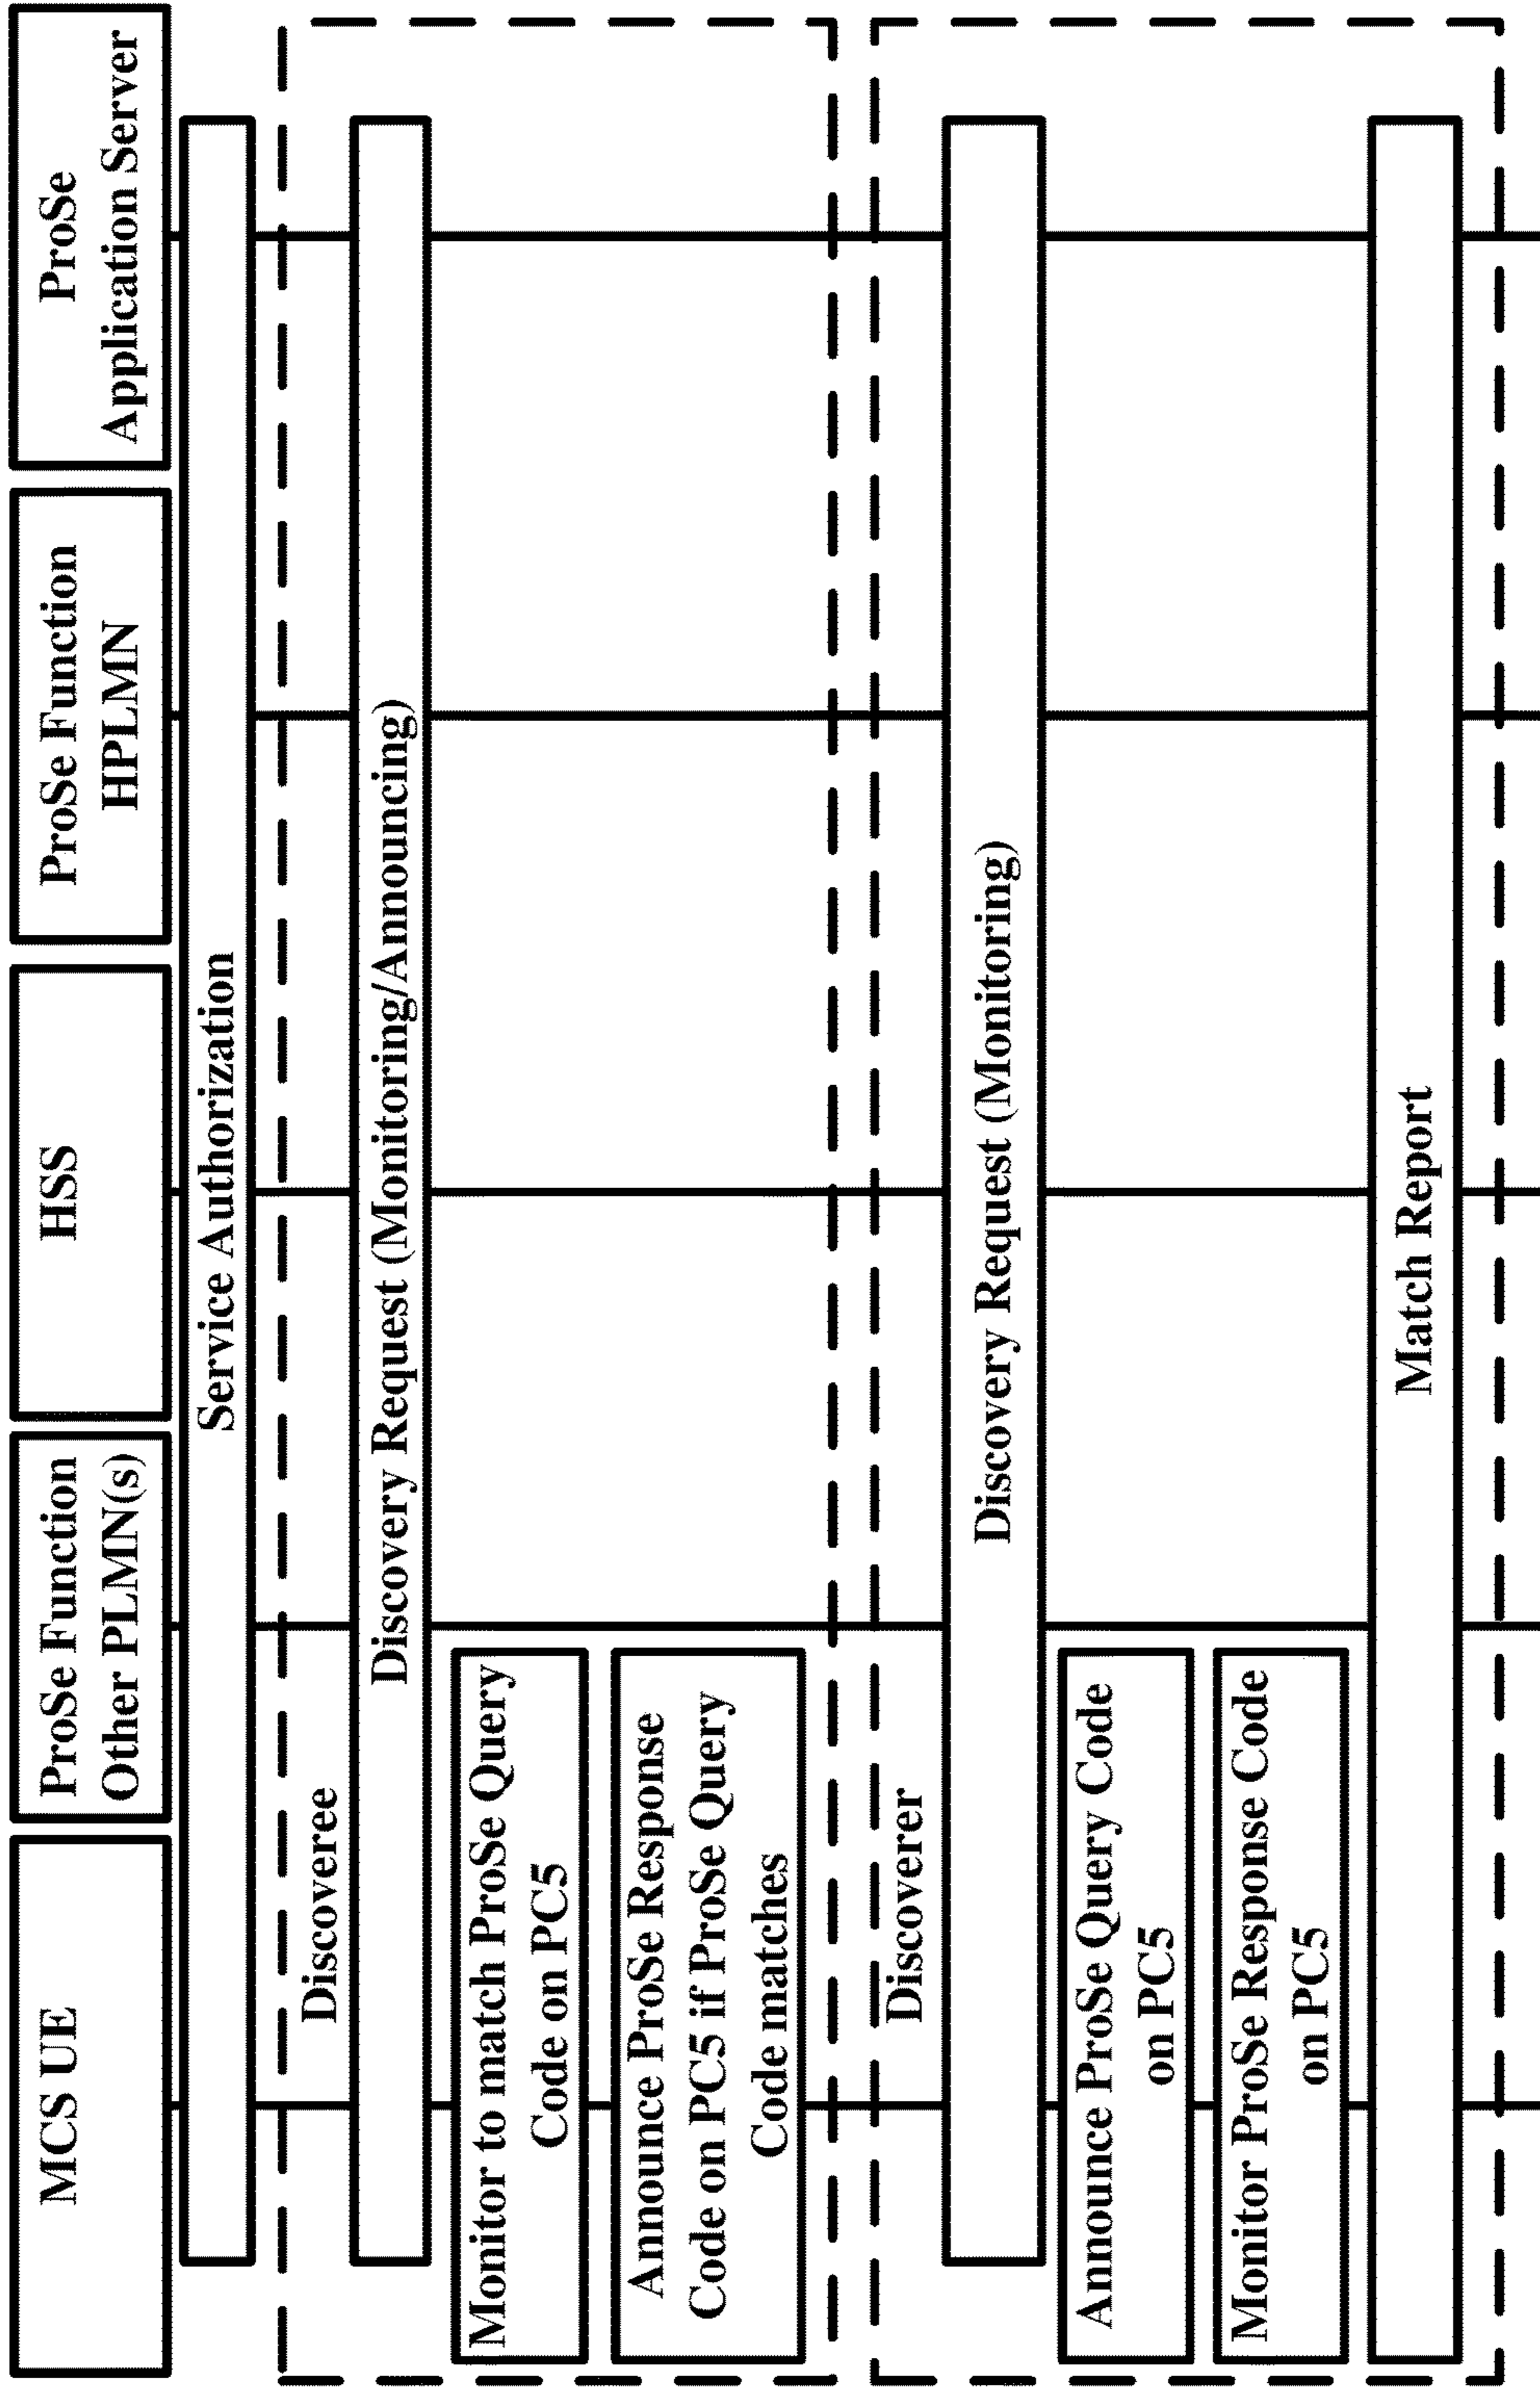 MCS UE
ProSe Function
Other PLMN(s)
HSS
ProSe Function
HPLMN
ProSe
Application Server
Service Authorization
Discoveree
Discovery Request (Monitoring/Announcing)
Monitor to match ProSe Query
Code on PC5
Announce ProSe Response
Code on PC5 if ProSe Query
Code matches
Discoverer
Discovery Request (Monitoring)
Announce ProSe Query Code
on PC5
Monitor ProSe Response Code
on PC5
Match Report